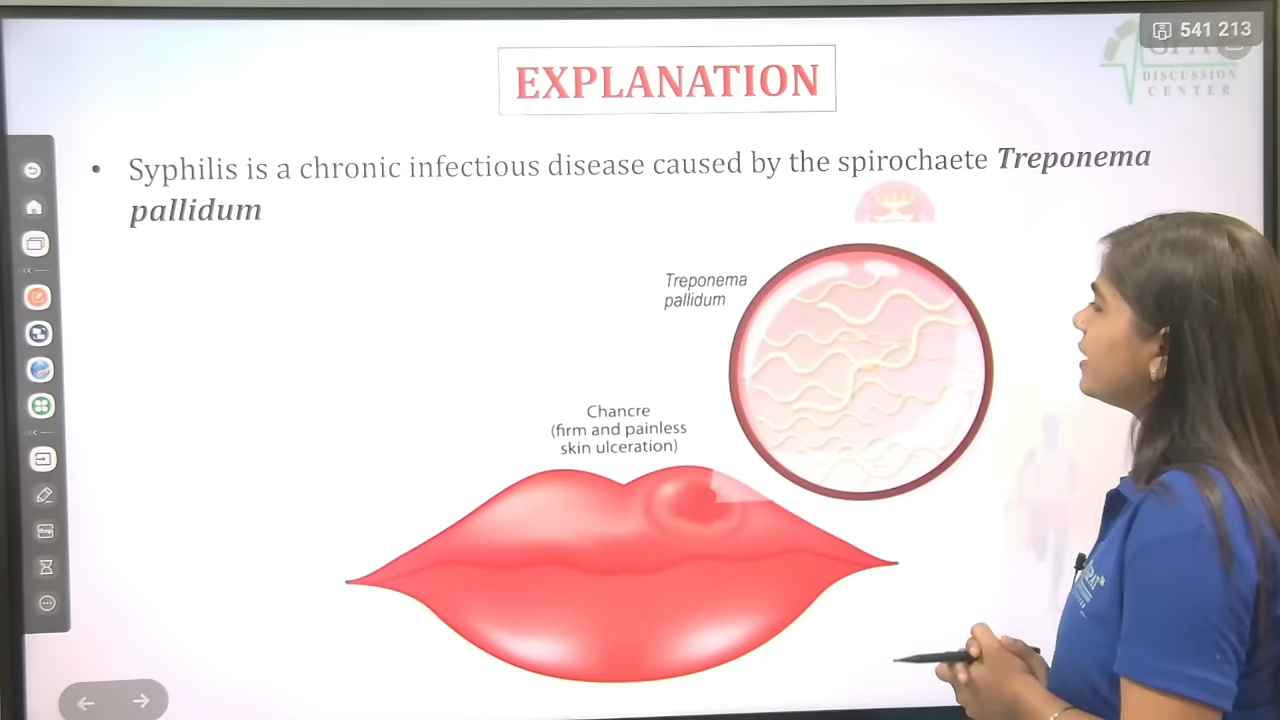 541 213
GPAT
DISCUSSION
CENTER
EXPLANATION
• Syphilis is a chronic infectious disease caused by the spirochaete Treponema
pallidum
Treponema
pallidum
Chancre
(firm and painless
skin ulceration)